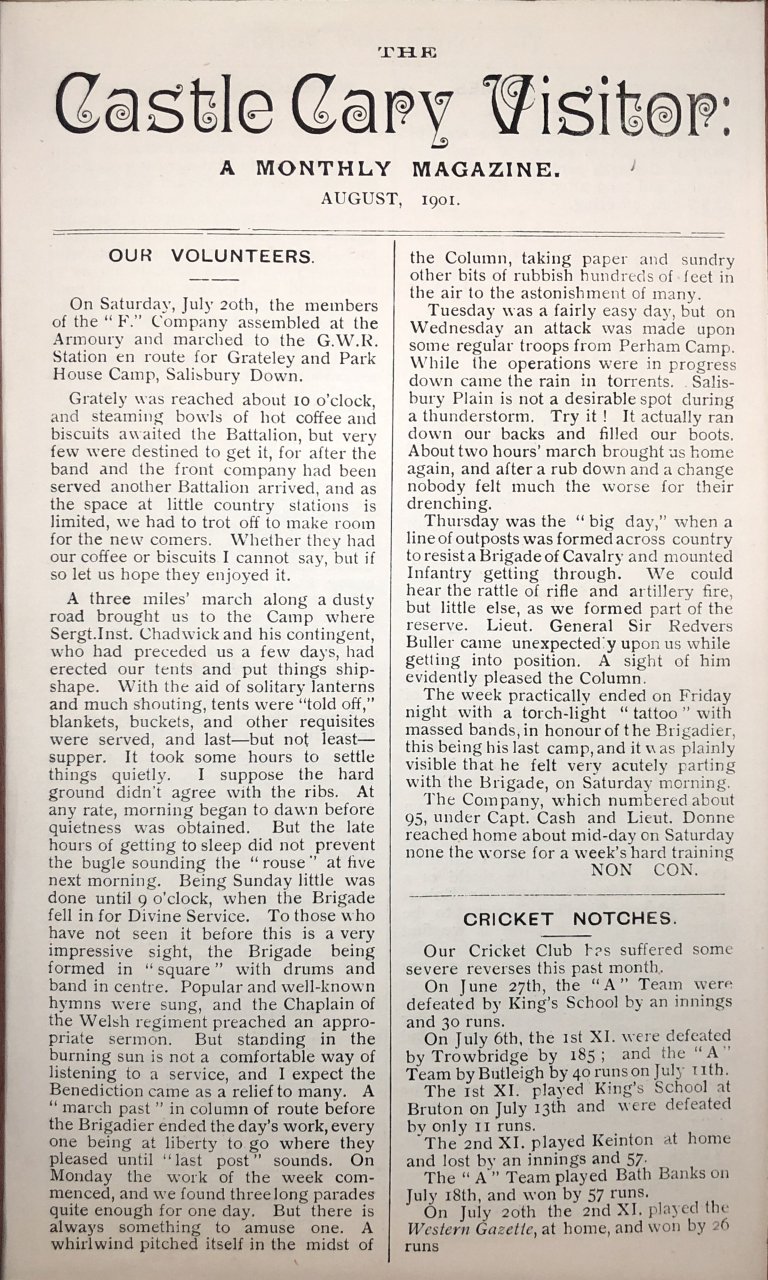 THE
Castle Cary Visitor:
A MONTHLY MAGAZINE.
AUGUST, 1901.
OUR VOLUNTEERS.
On Saturday, July 20th, the members
of the "F." Company assembled at the
Armoury and marched to the G.W.R.
Station en route for Grateley and Park
House Camp, Salisbury Down.
Grately was reached about 10 o'clock,
and steaming bowls of hot coffee and
biscuits awaited the Battalion, but very
few were destined to get it, for after the
band and the front company had been
served another Battalion arrived, and as
the space at little country stations is
limited, we had to trot off to make room
for the new comers. Whether they had
our coffee or biscuits I cannot say, but if
so let us hope they enjoyed it.
A three miles' march along a dusty
road brought us to the Camp where
Sergt.Inst. Chadwick and his contingent,
who had preceded us a few days, had
erected our tents and put things ship-
shape. With the aid of solitary lanterns
and much shouting, tents were "told off,"
blankets, buckets, and other requisites
were served, and last—but not least—
supper. It took some hours to settle
things quietly. I suppose the hard
ground didn't agree with the ribs. At
any rate, morning began to dawn before
quietness was obtained. But the late
hours of getting to sleep did not prevent
the bugle sounding the "rouse" at five
next morning. Being Sunday little was
done until 9 o'clock, when the Brigade
fell in for Divine Service. To those who
have not seen it before this is a very
impressive sight, the Brigade being
formed in "square" with drums and
band in centre. Popular and well-known
hymns were sung, and the Chaplain of
the Welsh regiment preached an appro-
priate sermon. But standing in the
burning sun is not a comfortable way of
listening to a service, and I expect the
Benediction came as a relief to many. A
"march past" in column of route before
the Brigadier ended the day's work, every
one being at liberty to go where they
pleased until "last post" sounds. On
Monday the work of the week com-
menced, and we found three long parades
quite enough for one day. But there is
always something to amuse one. A
whirlwind pitched itself in the midst of
the Column, taking paper and sundry
other bits of rubbish hundreds of feet in
the air to the astonishment of many.
Tuesday was a fairly easy day, but on
Wednesday an attack was made upon
some regular troops from Perham Camp.
While the operations were in progress
down came the rain in torrents. Salis-
bury Plain is not a desirable spot during
a thunderstorm. Try it! It actually ran
down our backs and filled our boots.
About two hours' march brought us home
again, and after a rub down and a change
nobody felt much the worse for their
drenching.
Thursday was the "big day," when a
line of outposts was formed across country
to resist a Brigade of Cavalry and mounted
Infantry getting through. We could
hear the rattle of rifle and artillery fire,
but little else, as we formed part of the
reserve. Lieut. General Sir Redvers
Buller came unexpectedly upon us while
getting into position. A sight of him
evidently pleased the Column.
The week practically ended on Friday
night with a torch-light "tattoo" with
massed bands, in honour of the Brigadier,
this being his last camp, and it was plainly
visible that he felt very acutely parting
with the Brigade, on Saturday morning.
The Company, which numbered about
95, under Capt. Cash and Lieut. Donne
reached home about mid-day on Saturday
none the worse for a week's hard training
NON CON.
CRICKET NOTCHES.
Our Cricket Club has suffered some
severe reverses this past month.
On June 27th, the "A" Team were
defeated by King's School by an innings
and 30 runs.
On July 6th, the 1st XI. were defeated
by Trowbridge by 185; and the "A"
Team by Butleigh by 40 runs on July 11th.
The 1st XI. played King's School at
Bruton on July 13th and were defeated
by only 11 runs.
The 2nd XI. played Keinton at home
and lost by an innings and 57.
The "A" Team played Bath Banks on
July 18th, and won by 57 runs.
On July 20th the 2nd XI. played the
Western Gazette, at home, and won by 26
runs